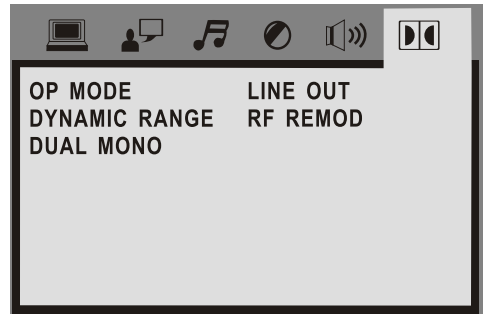 OP MODE LINE OUT
DYNAMIC RANGE RF REMOD
DUAL MONO